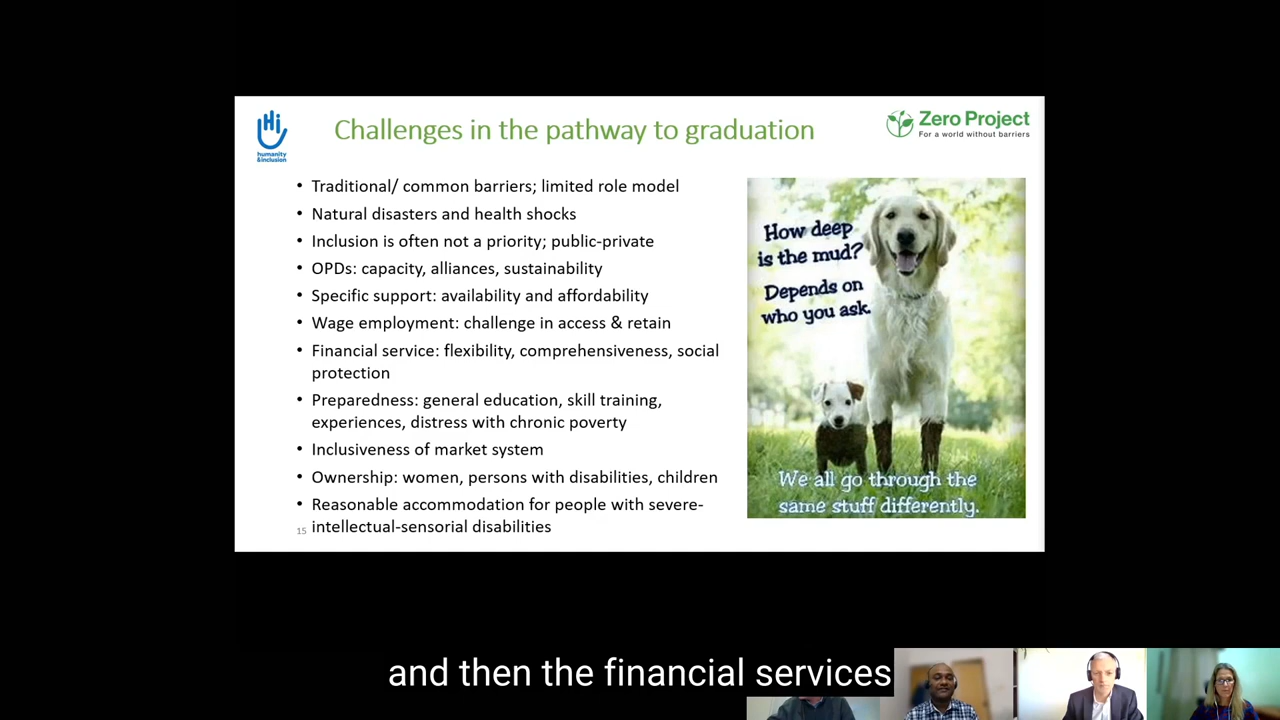 Hi
humanity
&inclusion
Challenges in the pathway to graduation
Zero Project
For a world without barriers
• Traditional/ common barriers; limited role model
• Natural disasters and health shocks
• Inclusion is often not a priority; public-private
• OPDs: capacity, alliances, sustainability
• Specific support: availability and affordability
• Wage employment: challenge in access & retain
• Financial service: flexibility, comprehensiveness, social
protection
• Preparedness: general education, skill training,
experiences, distress with chronic poverty
• Inclusiveness of market system
• Ownership: women, persons with disabilities, children
• Reasonable accommodation for people with severe-
intellectual-sensorial disabilities
15
How deep
is the mud?
Depends on
who you ask.
We all go through the
same stuff differently.
and then the financial services